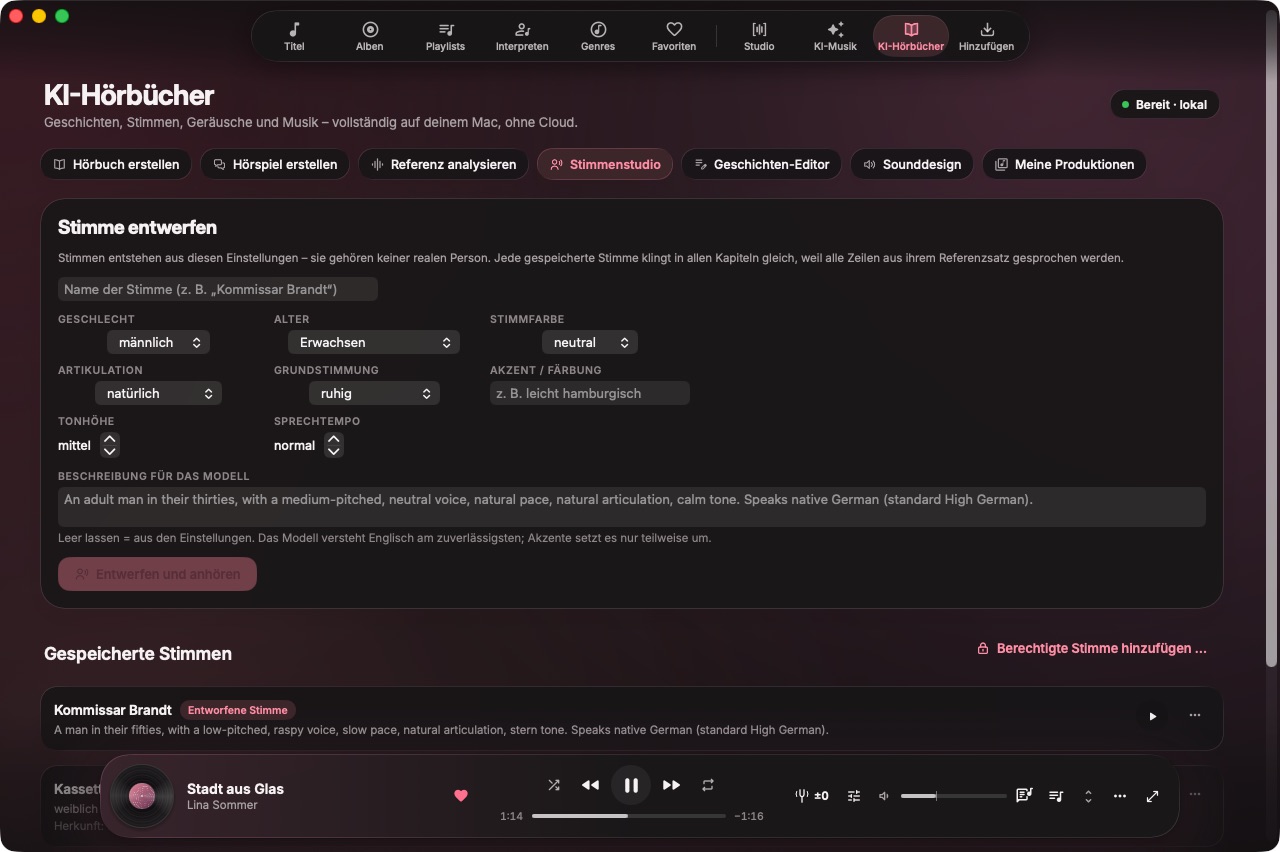 Titel
Alben
Playlists
Interpreten
Genres
Favoriten
Studio
KI-Musik
KI-Hörbücher
Hinzufügen
KI-Hörbücher
Geschichten, Stimmen, Geräusche und Musik – vollständig auf deinem Mac, ohne Cloud.
Bereit · lokal
Hörbuch erstellen
Hörspiel erstellen
Referenz analysieren
Stimmenstudio
Geschichten-Editor
Sounddesign
Meine Produktionen
Stimme entwerfen
Stimmen entstehen aus diesen Einstellungen – sie gehören keiner realen Person. Jede gespeicherte Stimme klingt in allen Kapiteln gleich, weil alle Zeilen aus ihrem Referenzsatz gesprochen werden.
Name der Stimme (z. B. „Kommissar Brandt“)
GESCHLECHT
ALTER
STIMMFARBE
männlich
Erwachsen
neutral
ARTIKULATION
GRUNDSTIMMUNG
AKZENT / FÄRBUNG
natürlich
ruhig
z. B. leicht hamburgisch
TONHÖHE
SPRECHTEMPO
mittel
normal
BESCHREIBUNG FÜR DAS MODELL
An adult man in their thirties, with a medium-pitched, neutral voice, natural pace, natural articulation, calm tone. Speaks native German (standard High German).
Leer lassen = aus den Einstellungen. Das Modell versteht Englisch am zuverlässigsten; Akzente setzt es nur teilweise um.
Entwerfen und anhören
Gespeicherte Stimmen
Berechtigte Stimme hinzufügen ...
Kommissar Brandt
Entworfene Stimme
A man in their fifties, with a low-pitched, raspy voice, slow pace, natural articulation, stern tone. Speaks native German (standard High German).
weiblich
Herkunft:
Stadt aus Glas
Lina Sommer
1:14
−1:16
±0